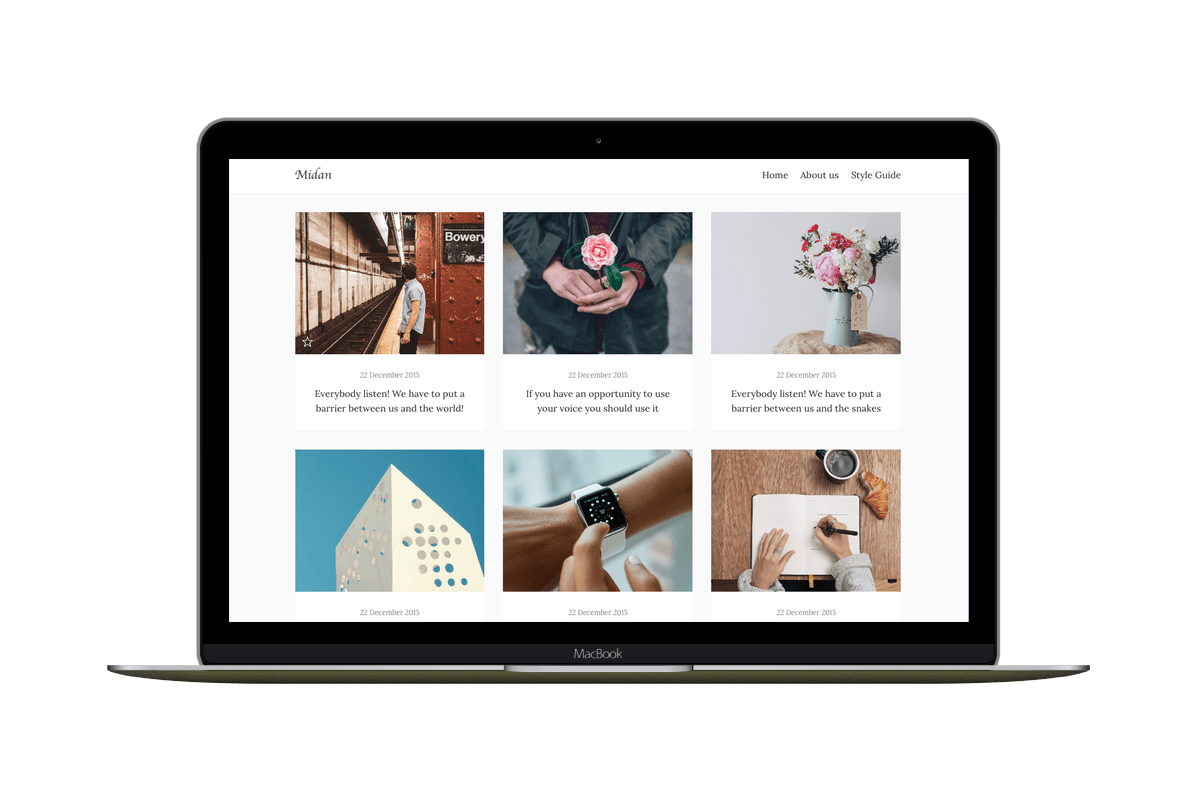 Midan
Home About us Style Guide
Bowery
22 December 2015
Everybody listen! We have to put a
barrier between us and the world!
22 December 2015
If you have an opportunity to use
your voice you should use it
22 December 2015
Everybody listen! We have to put a
barrier between us and the snakes
22 December 2015
22 December 2015
22 December 2015
MacBook